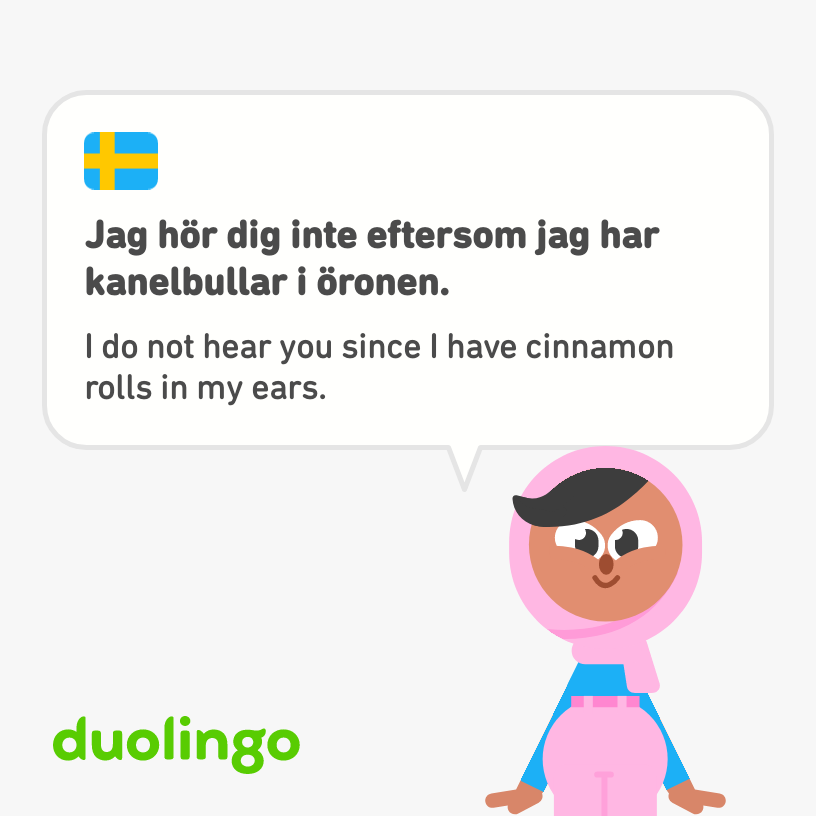 Jag hör dig inte eftersom jag har
kanelbullar i öronen.
I do not hear you since I have cinnamon
rolls in my ears.
duolingo